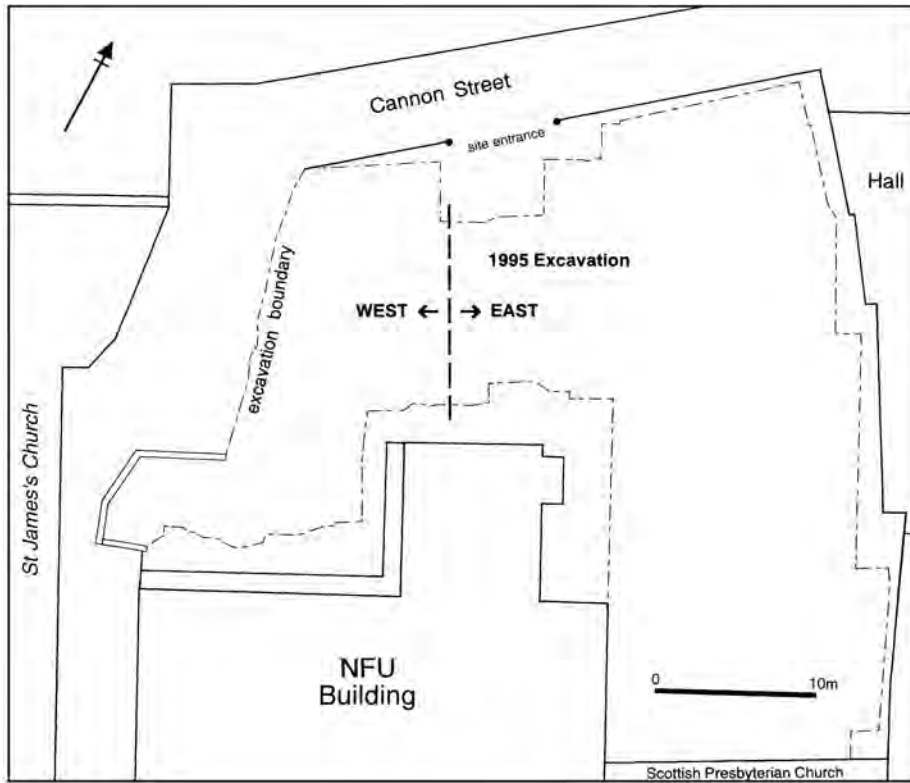 Cannon Street
site entrance
Hall
1995 Excavation
WEST
EAST
excavation boundary
St James's Church
NFU
Building
0
10m
Scottish Presbyterian Church